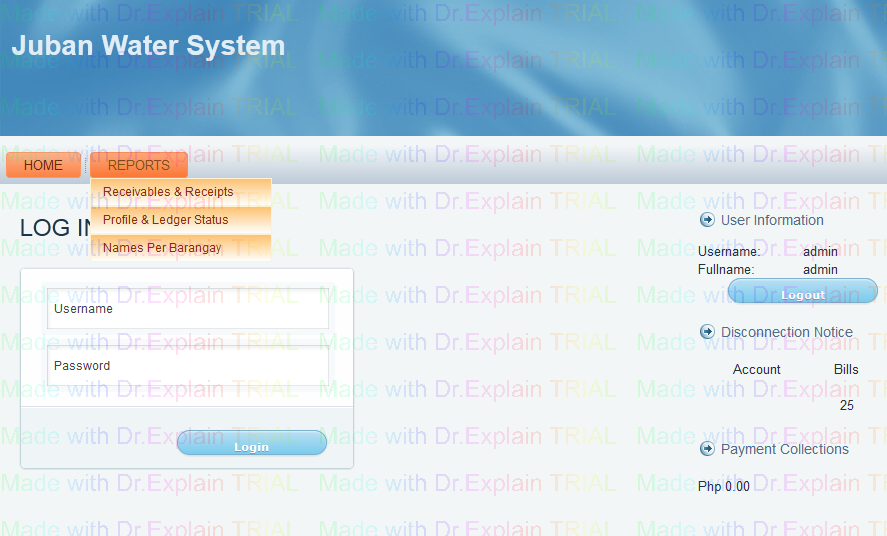 Juban Water System
HOME
REPORTS
Receivables & Receipts
Profile & Ledger Status
Names Per Barangay
LOG IN
Username
Password
Login
User Information
Username: admin
Fullname: admin
Logout
Disconnection Notice
Account Bills
25
Payment Collections
Php 0.00
Made with Dr.Explain TRIAL